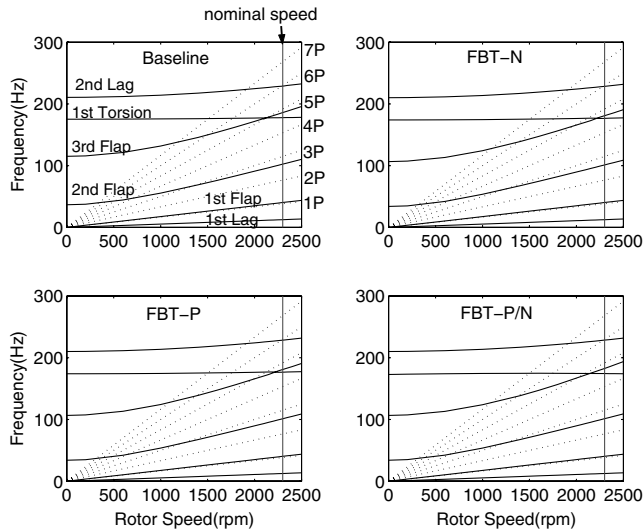 nominal speed
Baseline
FBT−N
Frequency(Hz)
300
200
100
0
2nd Lag
1st Torsion
3rd Flap
2nd Flap
1st Flap
1st Lag
7P
6P
5P
4P
3P
2P
1P
0 500 1000 1500 2000 2500
300
200
100
0
0 500 1000 1500 2000 2500
FBT−P
FBT−P/N
Frequency(Hz)
300
200
100
0
0 500 1000 1500 2000 2500
Rotor Speed(rpm)
300
200
100
0
0 500 1000 1500 2000 2500
Rotor Speed(rpm)